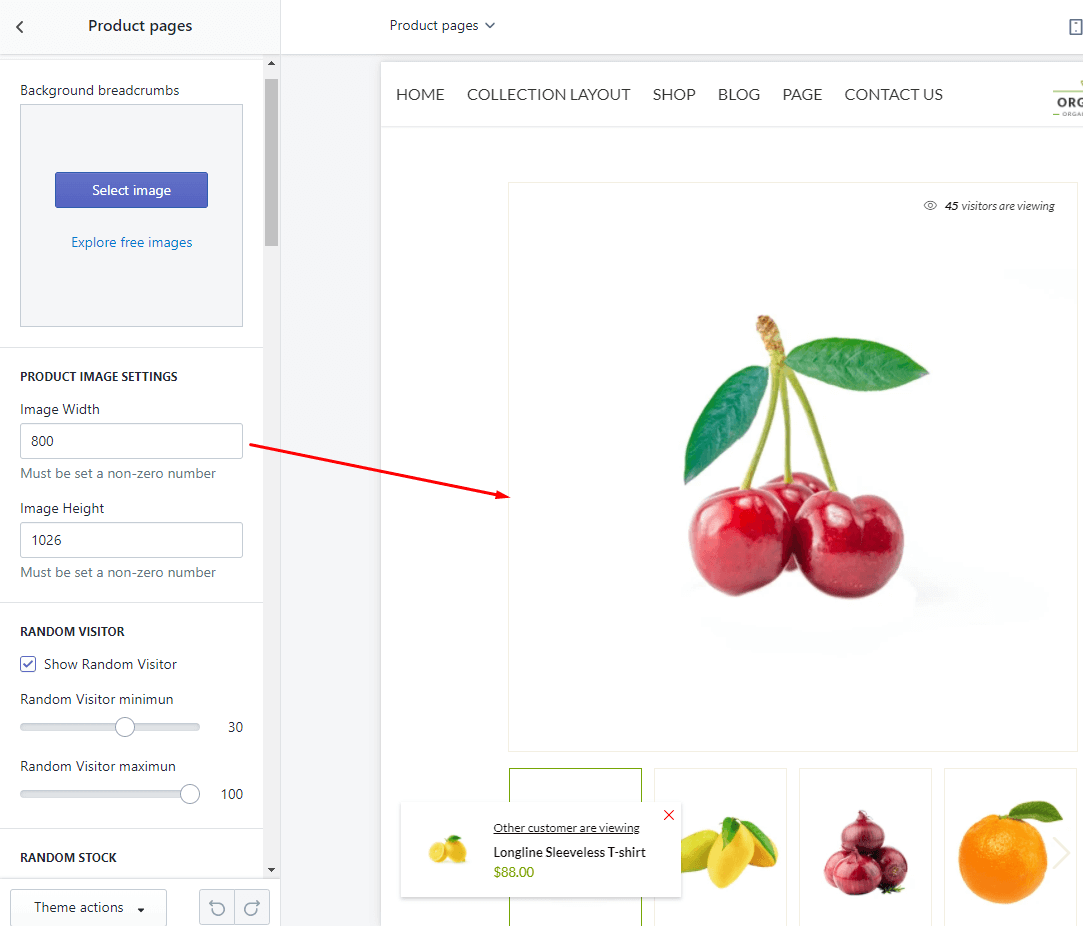 Product pages
Product pages
Background breadcrumbs
Select image
Explore free images
PRODUCT IMAGE SETTINGS
Image Width
800
Must be set a non-zero number
Image Height
1026
Must be set a non-zero number
RANDOM VISITOR
Show Random Visitor
Random Visitor minimun
30
Random Visitor maximun
100
RANDOM STOCK
Theme actions
HOME COLLECTION LAYOUT SHOP BLOG PAGE CONTACT US
ORG
ORGA
45 visitors are viewing
Other customer are viewing
Longline Sleeveless T-shirt
$88.00